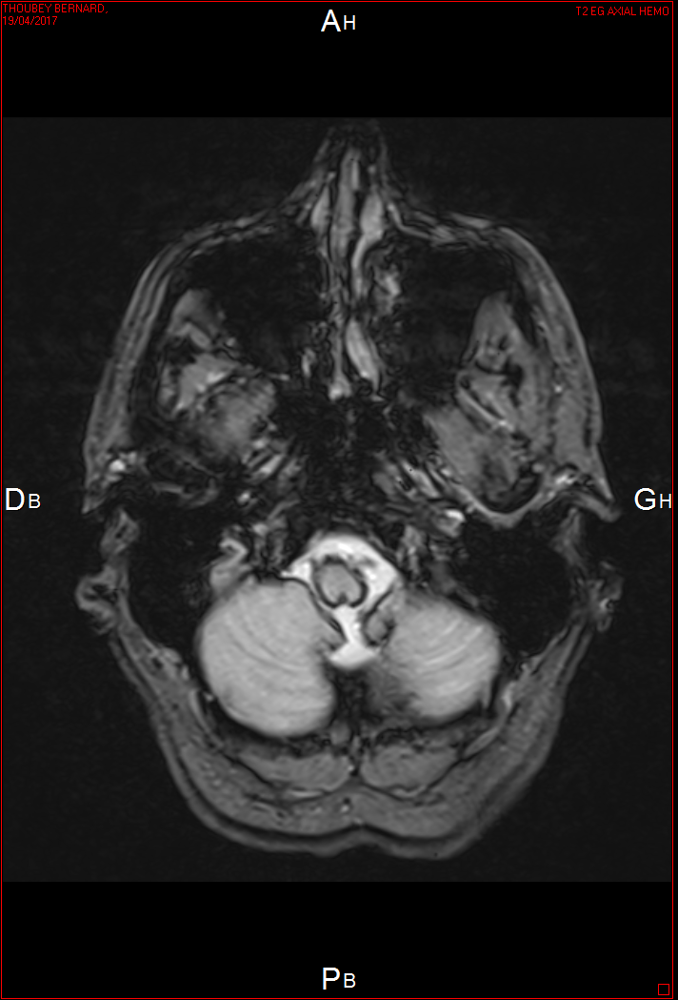 THOUBEY BERNARD..
19/04/2017
T2 EG AXIAL HEMO
AH
DB
GH
PB